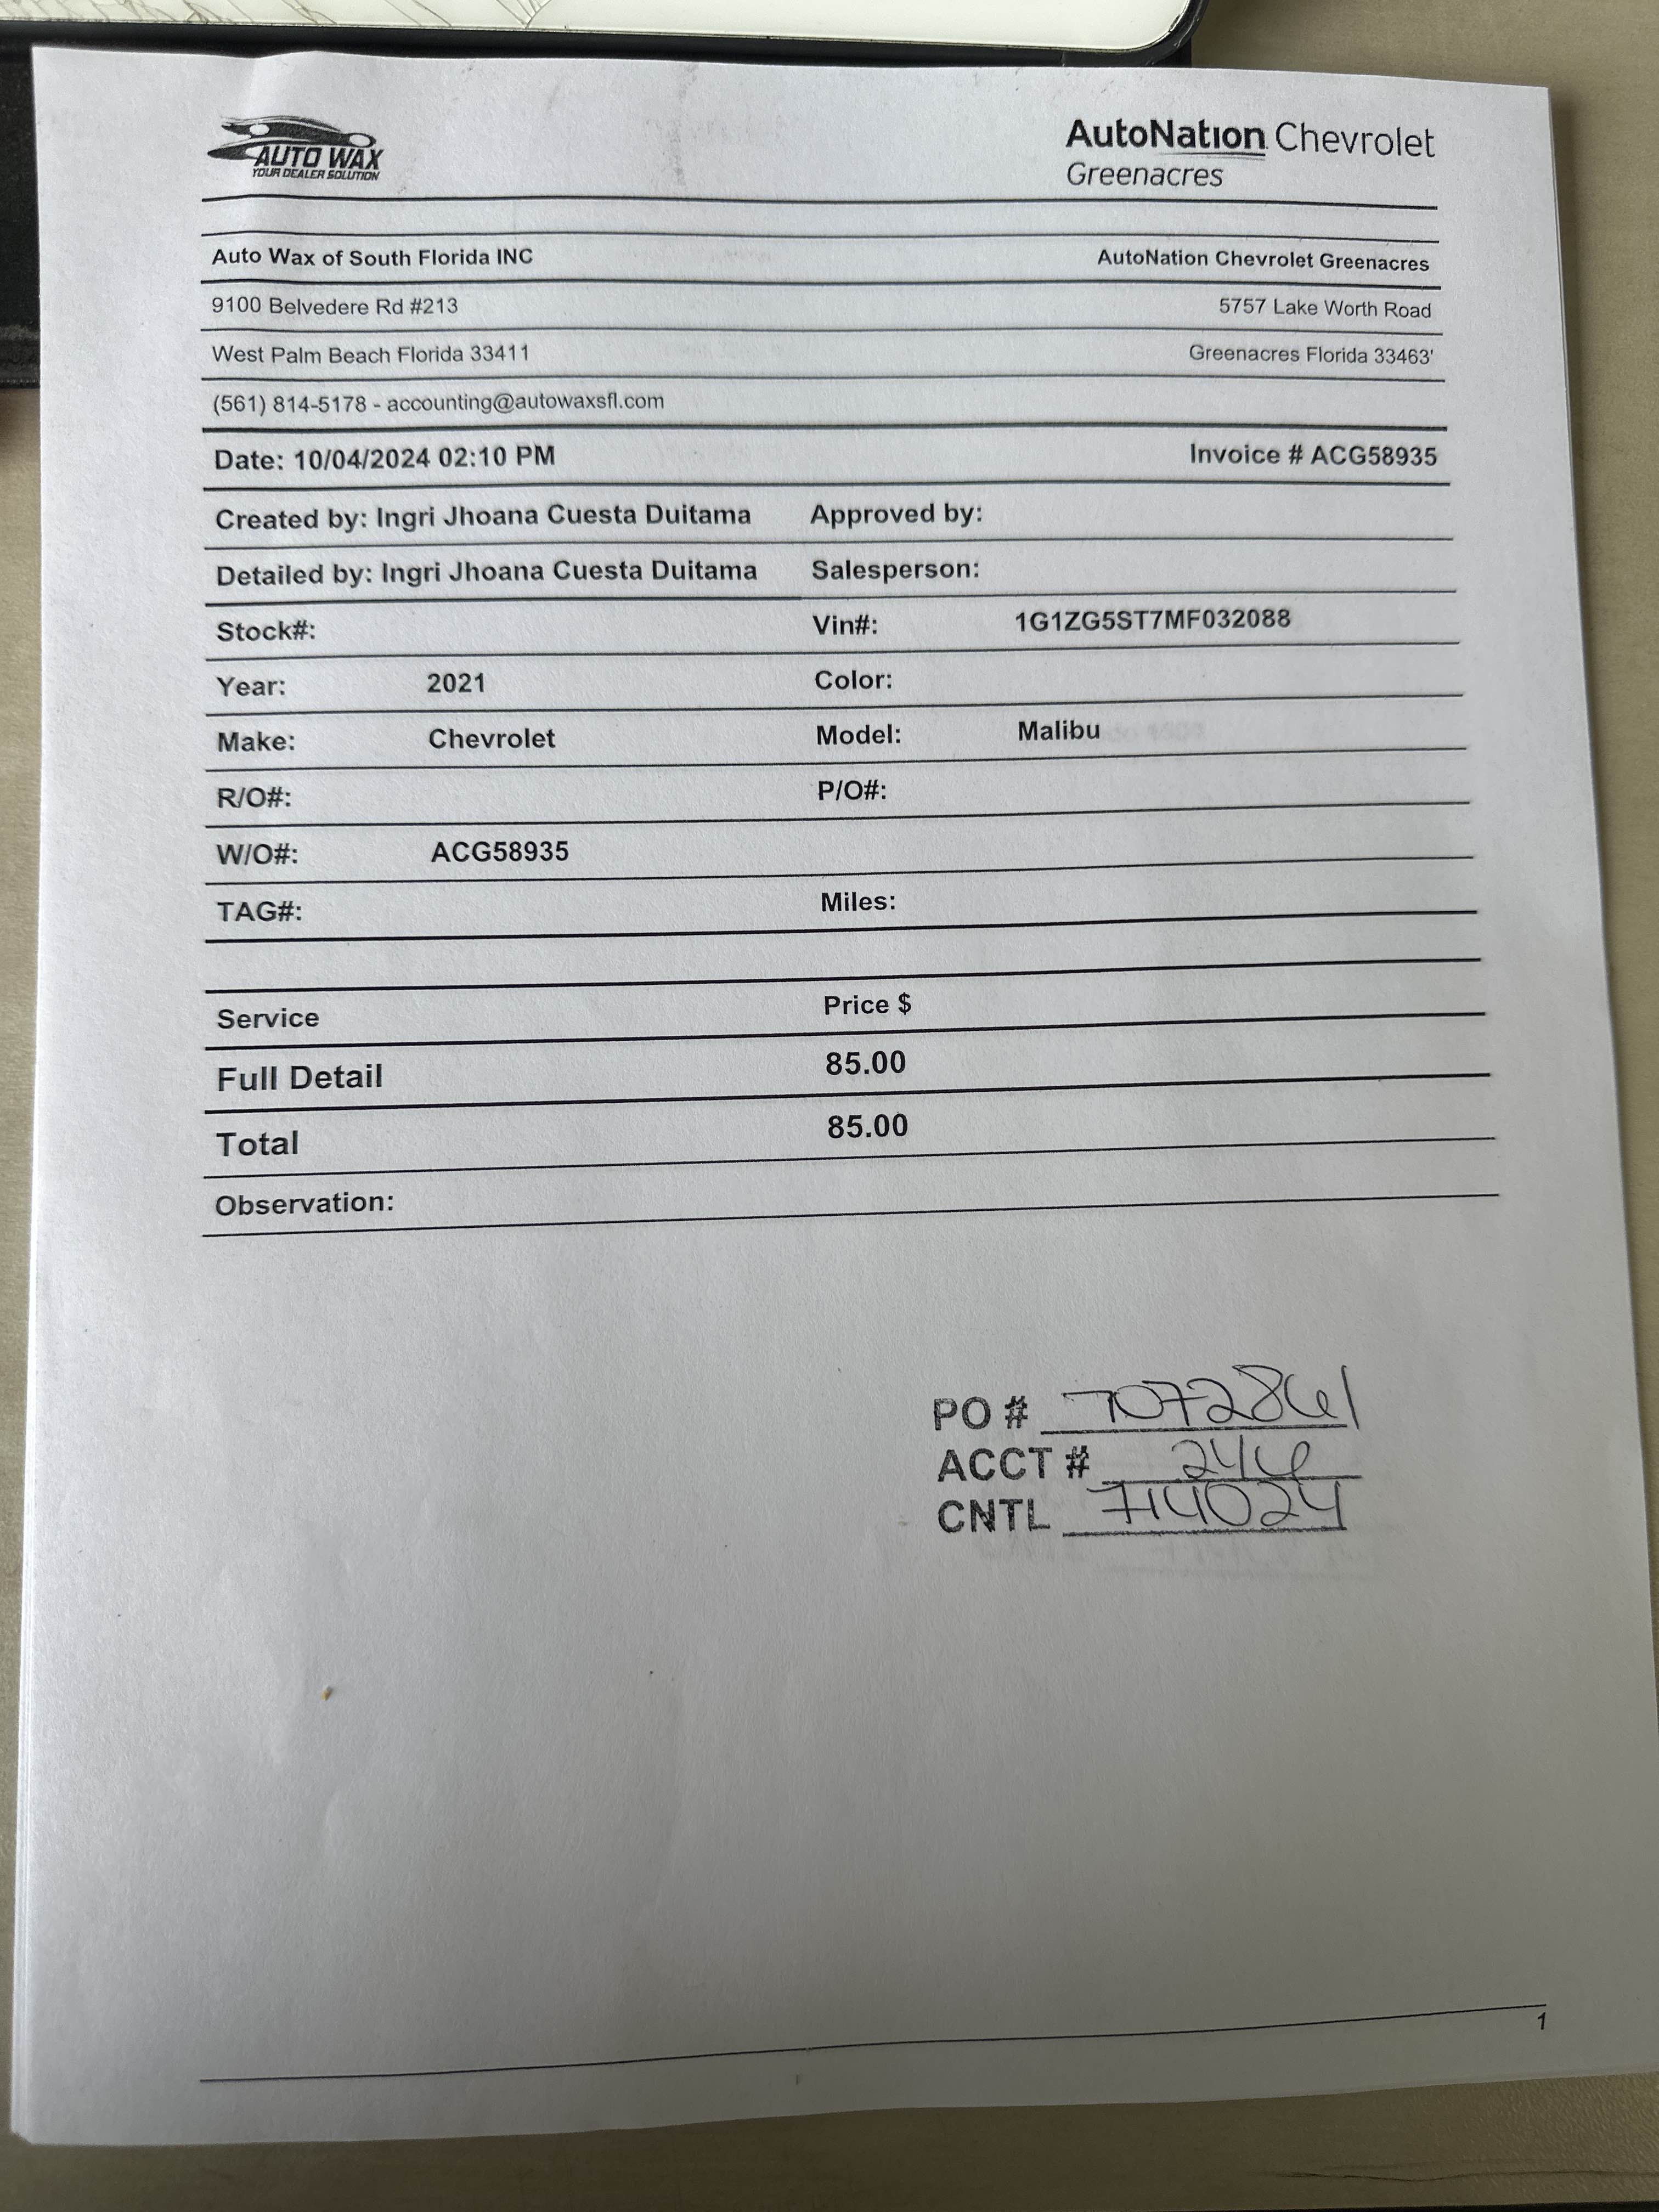 AUTO WAX
YOUR DEALER SOLUTION
AutoNation Chevrolet
Greenacres
Auto Wax of South Florida INC AutoNation Chevrolet Greenacres
9100 Belvedere Rd #213 5757 Lake Worth Road
West Palm Beach Florida 33411 Greenacres Florida 33463'
(561) 814-5178 - accounting@autowaxsfl.com
Date: 10/04/2024 02:10 PM Invoice # ACG58935
Created by: Ingri Jhoana Cuesta Duitama Approved by:
Detailed by: Ingri Jhoana Cuesta Duitama Salesperson:
Stock#: Vin#: 1G1ZG5ST7MF032088
Year: 2021 Color:
Make: Chevrolet Model: Malibu
R/O#: P/O#:
W/O#: ACG58935
TAG#: Miles:
Service Price $
Full Detail 85.00
Total 85.00
Observation:
PO # 7072861
ACCT # 246
CNTL 714024
1